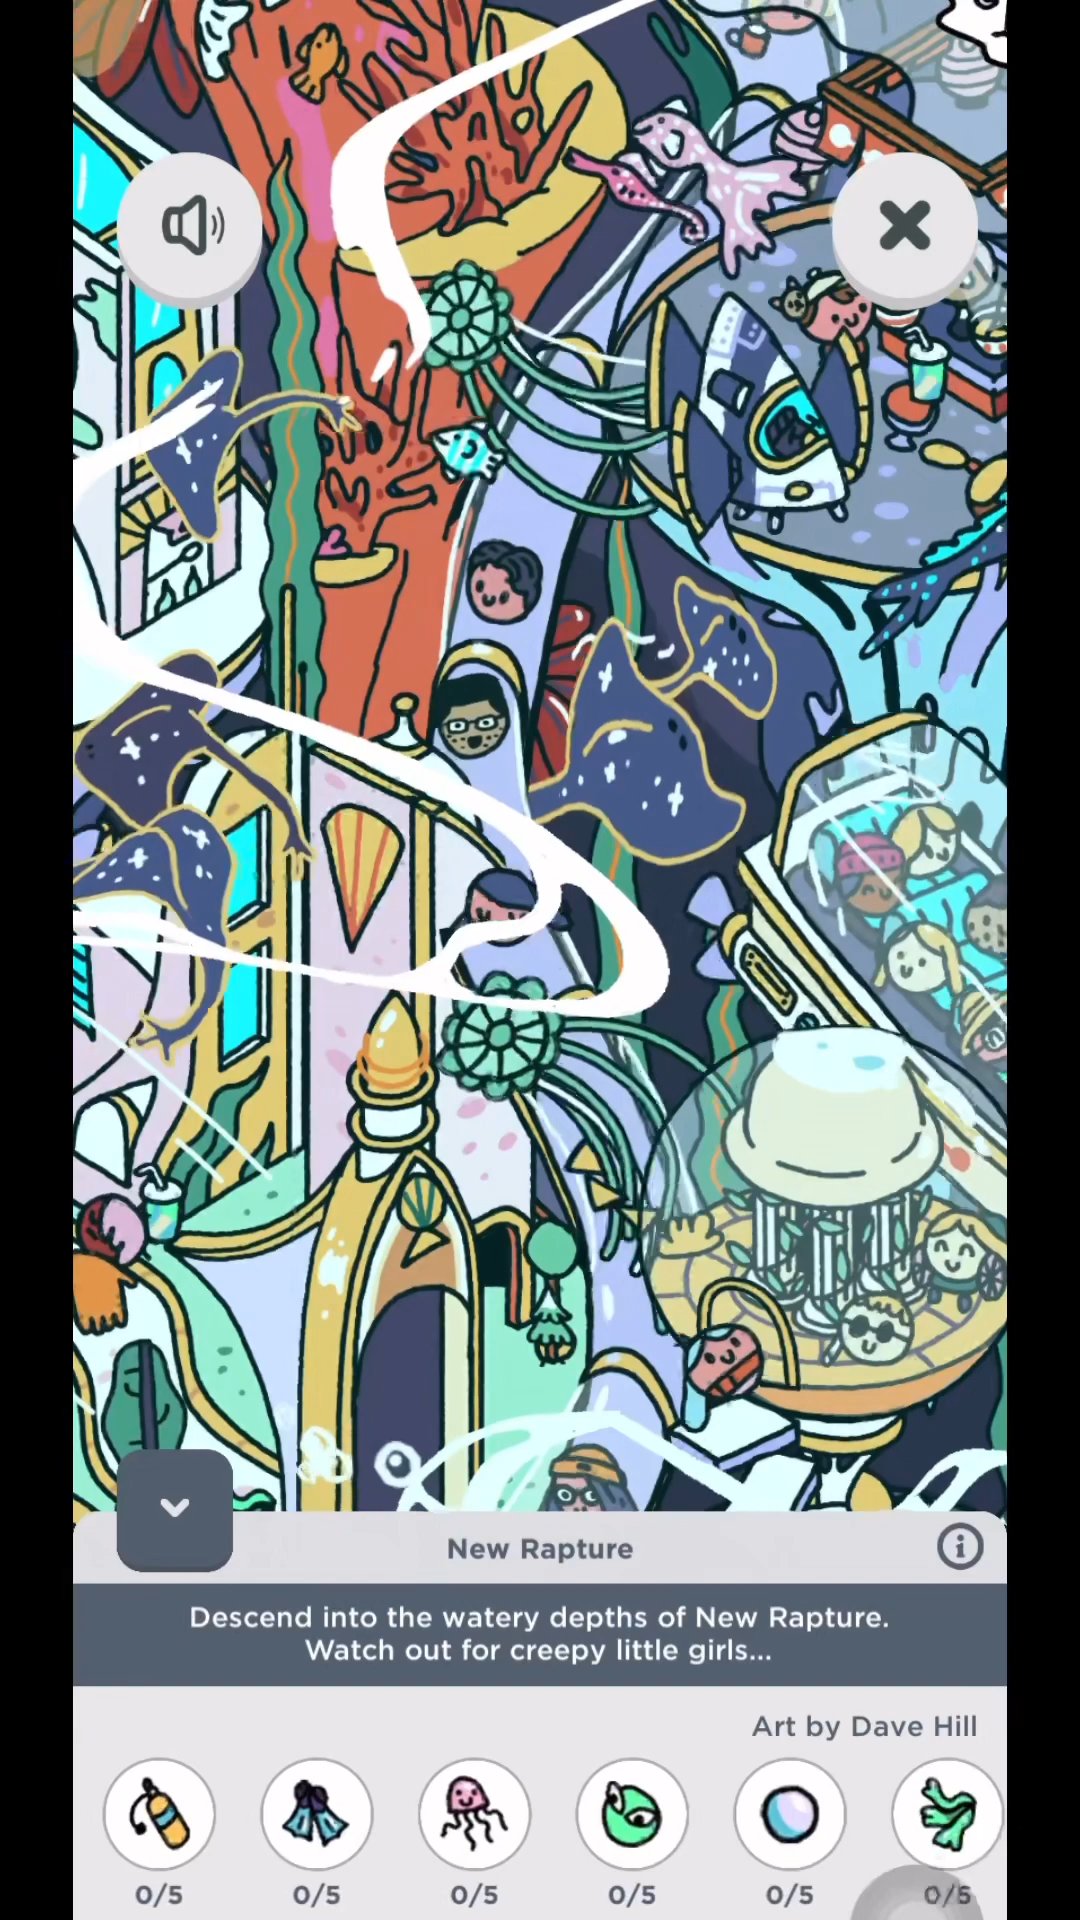 New Rapture
Descend into the watery depths of New Rapture.
Watch out for creepy little girls...
Art by Dave Hill
0/5 0/5 0/5 0/5 0/5 0/5